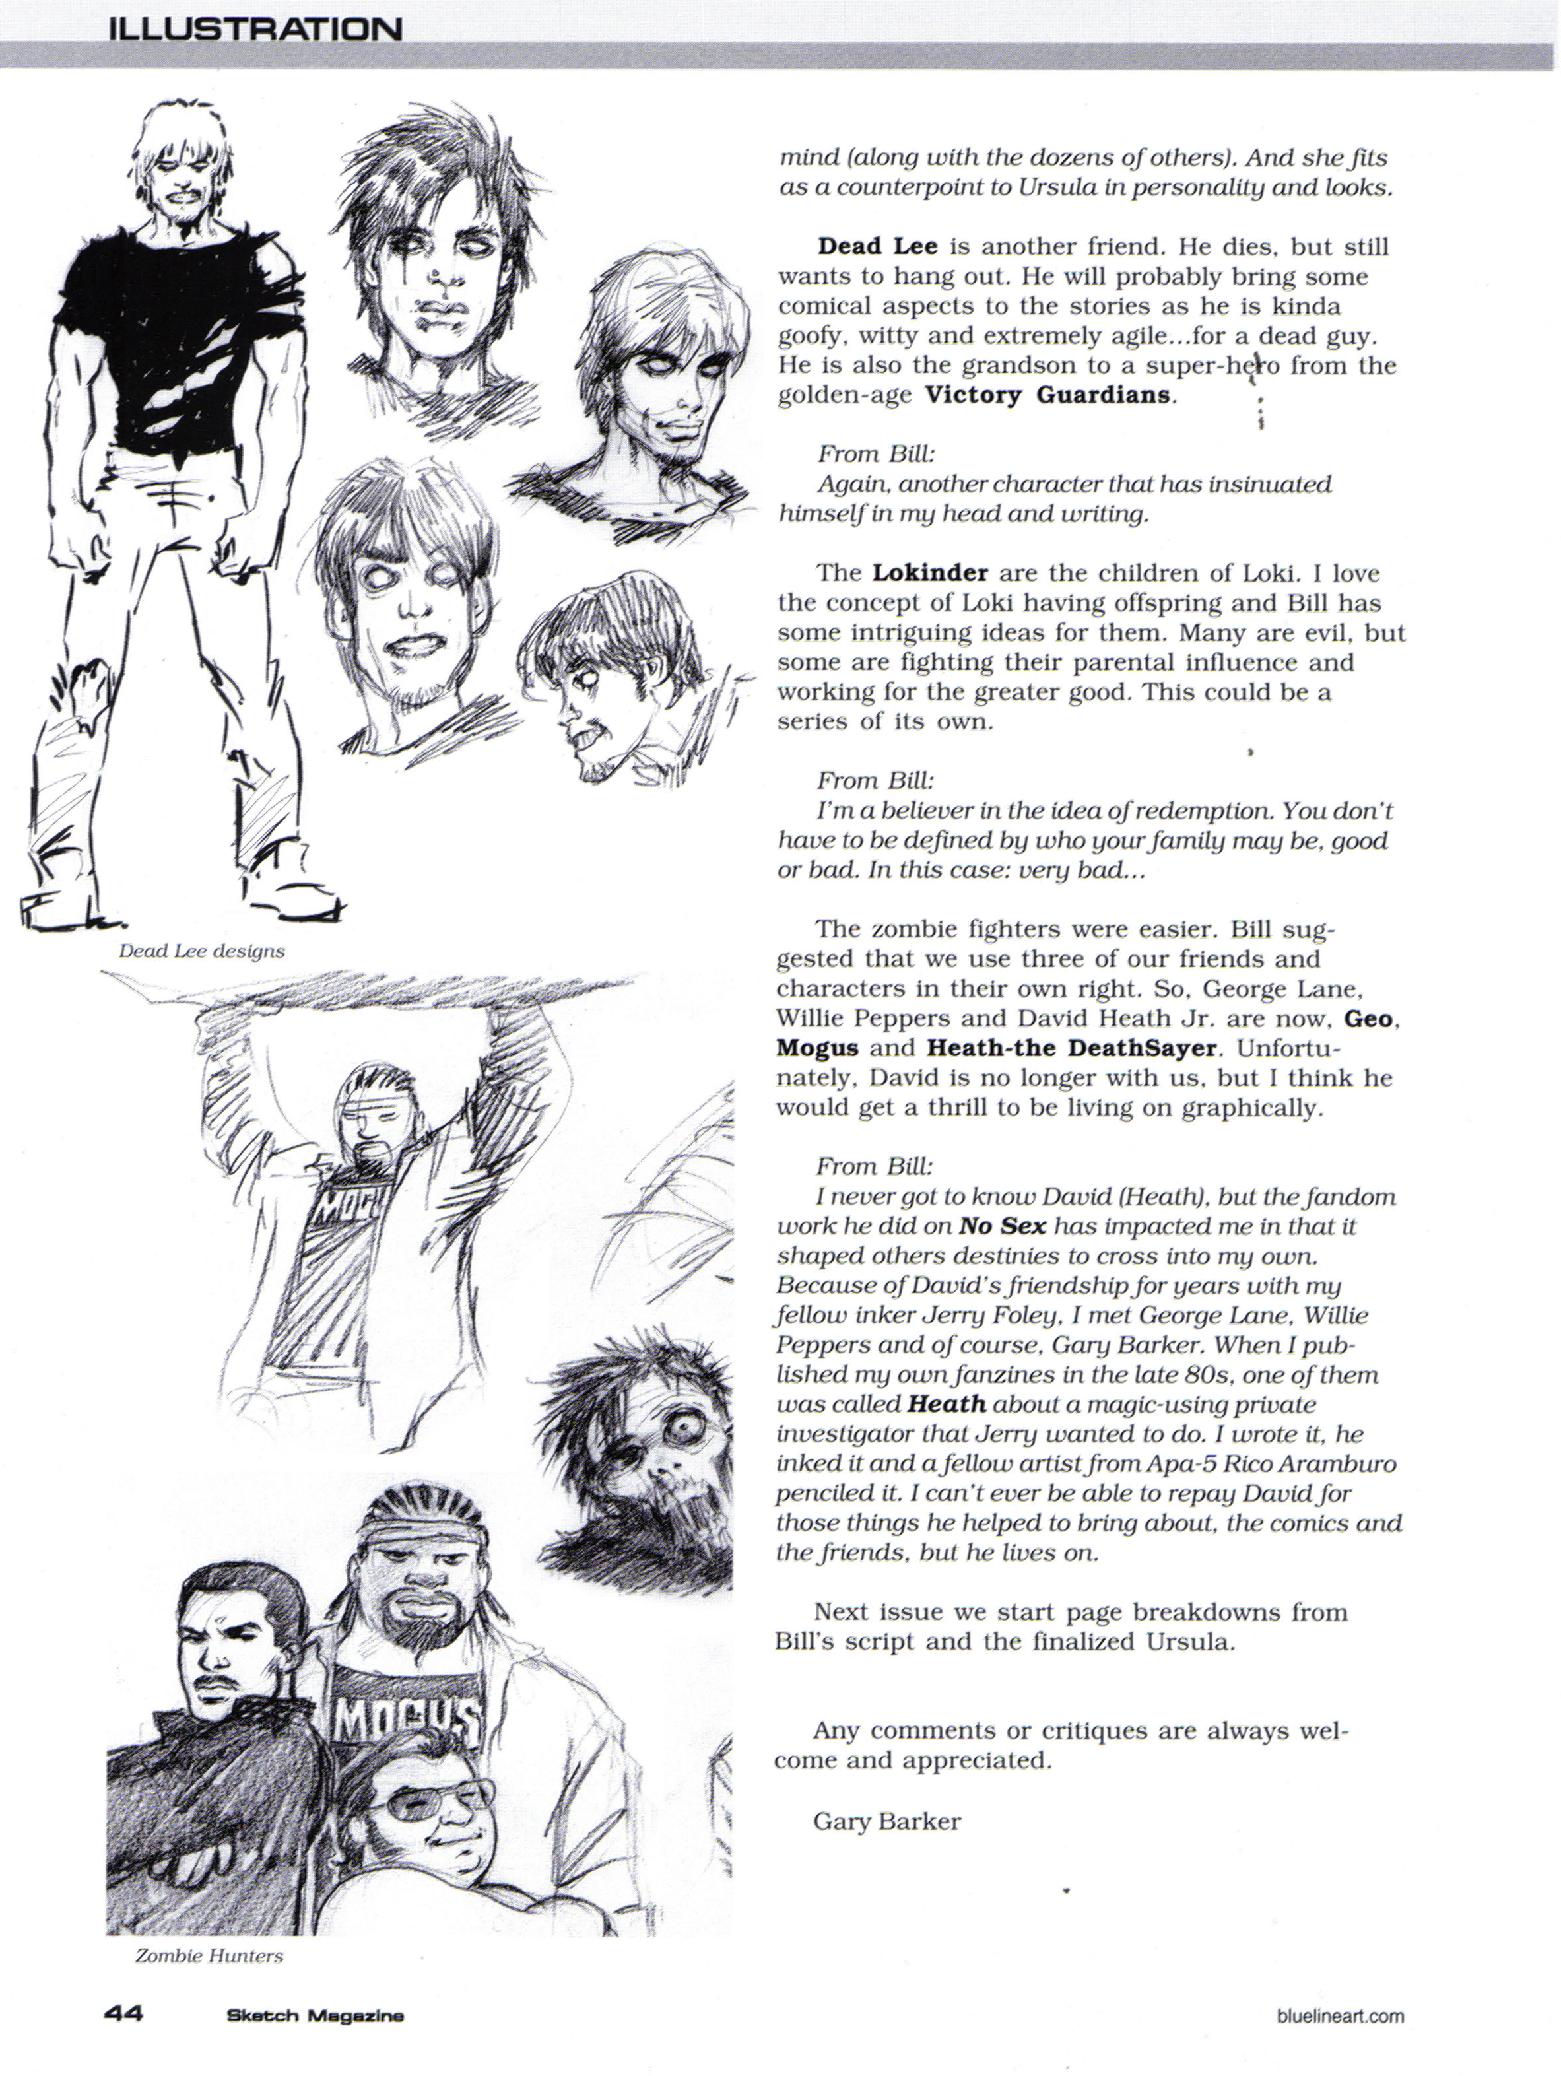 ILLUSTRATION
mind (along with the dozens of others). And she fits
as a counterpoint to Ursula in personality and looks.
Dead Lee is another friend. He dies, but still
wants to hang out. He will probably bring some
comical aspects to the stories as he is kinda
goofy, witty and extremely agile...for a dead guy.
He is also the grandson to a super-hero from the
golden-age Victory Guardians.
From Bill:
Again, another character that has insinuated
himself in my head and writing.
The Lokinder are the children of Loki. I love
the concept of Loki having offspring and Bill has
some intriguing ideas for them. Many are evil, but
some are fighting their parental influence and
working for the greater good. This could be a
series of its own.
From Bill:
I'm a believer in the idea of redemption. You don't
have to be defined by who your family may be, good
or bad. In this case: very bad...
The zombie fighters were easier. Bill sug-
gested that we use three of our friends and
characters in their own right. So, George Lane,
Willie Peppers and David Heath Jr. are now, Geo,
Mogus and Heath-the DeathSayer. Unfortu-
nately, David is no longer with us, but I think he
would get a thrill to be living on graphically.
From Bill:
I never got to know David (Heath), but the fandom
work he did on No Sex has impacted me in that it
shaped others destinies to cross into my own.
Because of David's friendship for years with my
fellow inker Jerry Foley, I met George Lane, Willie
Peppers and of course, Gary Barker. When I pub-
lished my own fanzines in the late 80s, one of them
was called Heath about a magic-using private
investigator that Jerry wanted to do. I wrote it, he
inked it and a fellow artist from Apa-5 Rico Aramburo
penciled it. I can't ever be able to repay David for
those things he helped to bring about, the comics and
the friends, but he lives on.
Next issue we start page breakdowns from
Bill's script and the finalized Ursula.
Any comments or critiques are always wel-
come and appreciated.
Gary Barker
Dead Lee designs
MOGU
MOGUS
Zombie Hunters
44 Sketch Magazine
bluelineart.com